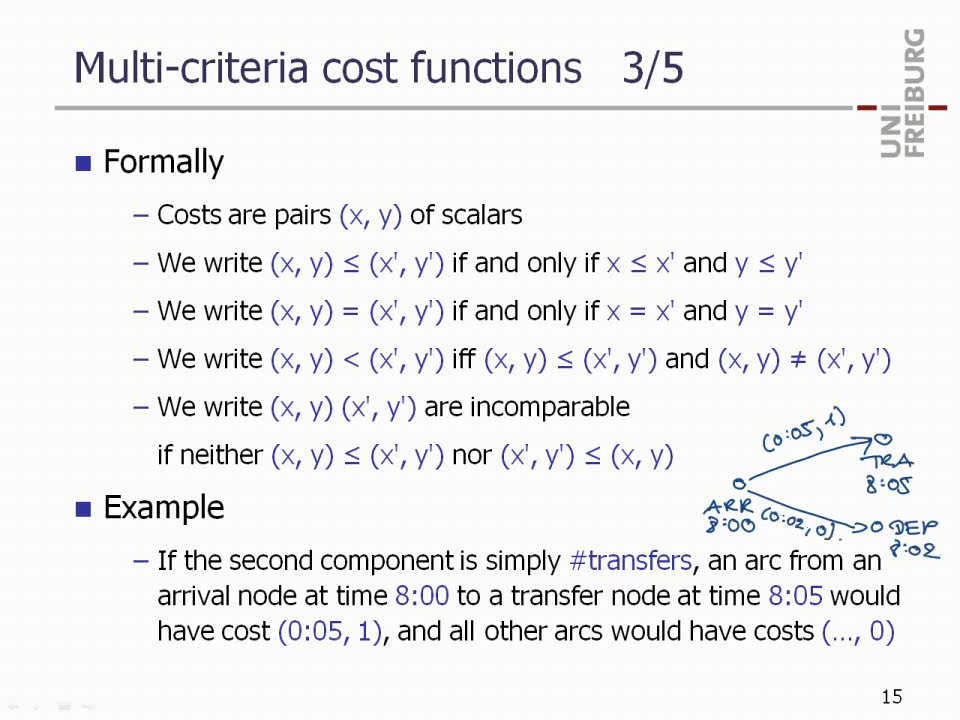 Multi-criteria cost functions 3/5
UNI
FREIBURG
Formally
– Costs are pairs (x, y) of scalars
– We write (x, y) ≤ (x', y') if and only if x ≤ x' and y ≤ y'
– We write (x, y) = (x', y') if and only if x = x' and y = y'
– We write (x, y) < (x', y') iff (x, y) ≤ (x', y') and (x, y) ≠ (x', y')
– We write (x, y) (x', y') are incomparable
if neither (x, y) ≤ (x', y') nor (x', y') ≤ (x, y)
(0:05, 1)
TRA
8:05
ARR
8:00
(0:02, 0)
DEP
8:02
Example
– If the second component is simply #transfers, an arc from an
arrival node at time 8:00 to a transfer node at time 8:05 would
have cost (0:05, 1), and all other arcs would have costs (…, 0)
15